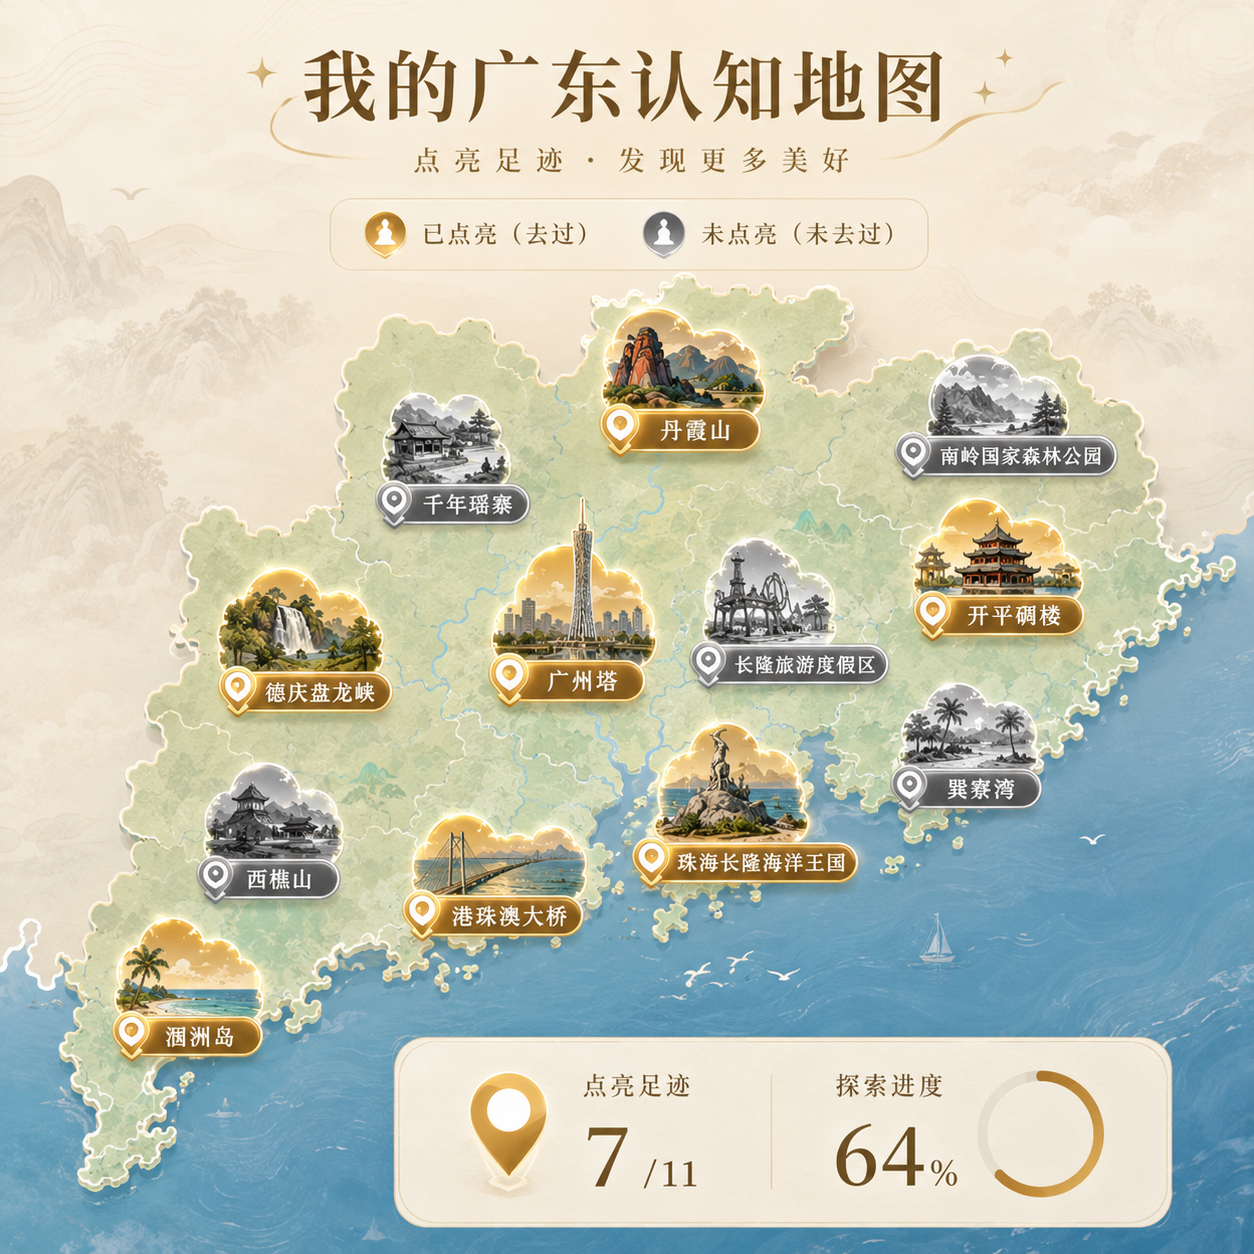 我的广东认知地图
点亮足迹·发现更多美好
已点亮（去过）
未点亮（未去过）
丹霞山
南岭国家森林公园
千年瑶寨
开平碉楼
德庆盘龙峡
广州塔
长隆旅游度假区
巽寮湾
西樵山
港珠澳大桥
珠海长隆海洋王国
涠洲岛
点亮足迹
7/11
探索进度
64%